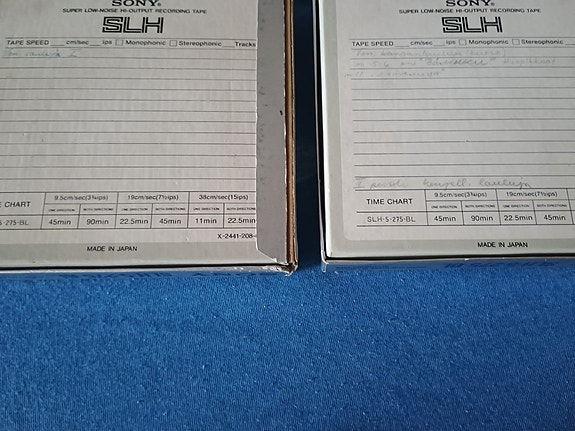 SONY
SUPER LOW-NOISE HI-OUTPUT RECORDING TAPE
SLH
TAPE SPEED cm/sec ips Monophonic Stereophonic Tracks
CHART 9.5cm/sec(3¾ips) 19cm/sec(7½ips) 38cm/sec(15ips)
ONE DIRECTION BOTH DIRECTIONS ONE DIRECTION BOTH DIRECTIONS ONE DIRECTION BOTH DIRECTIONS
S-275-BL 45min 90min 22.5min 45min 11min 22.5min
X-2441-208-
MADE IN JAPAN
SONY
SUPER LOW-NOISE HI-OUTPUT RECORDING TAPE
SLH
TAPE SPEED cm/sec ips Monophonic Stereophonic
TIME CHART 9.5cm/sec(3¾ips) 19cm/sec(7½ips)
ONE DIRECTION BOTH DIRECTIONS ONE DIRECTION BOTH DIRECTIONS
SLH-S-275-BL 45min 90min 22.5min 45min
MADE IN JAPAN